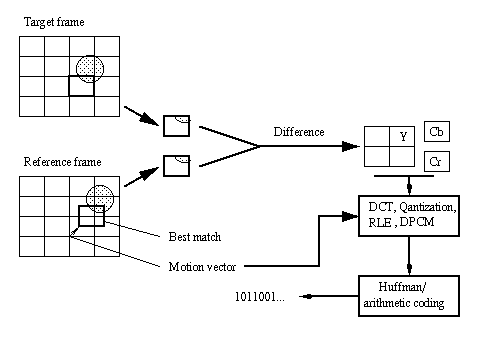 Target frame
Difference
Y
Cb
Cr
Reference frame
DCT, Qantization,
RLE, DPCM
Best match
Motion vector
1011001...
Huffman/
arithmetic coding